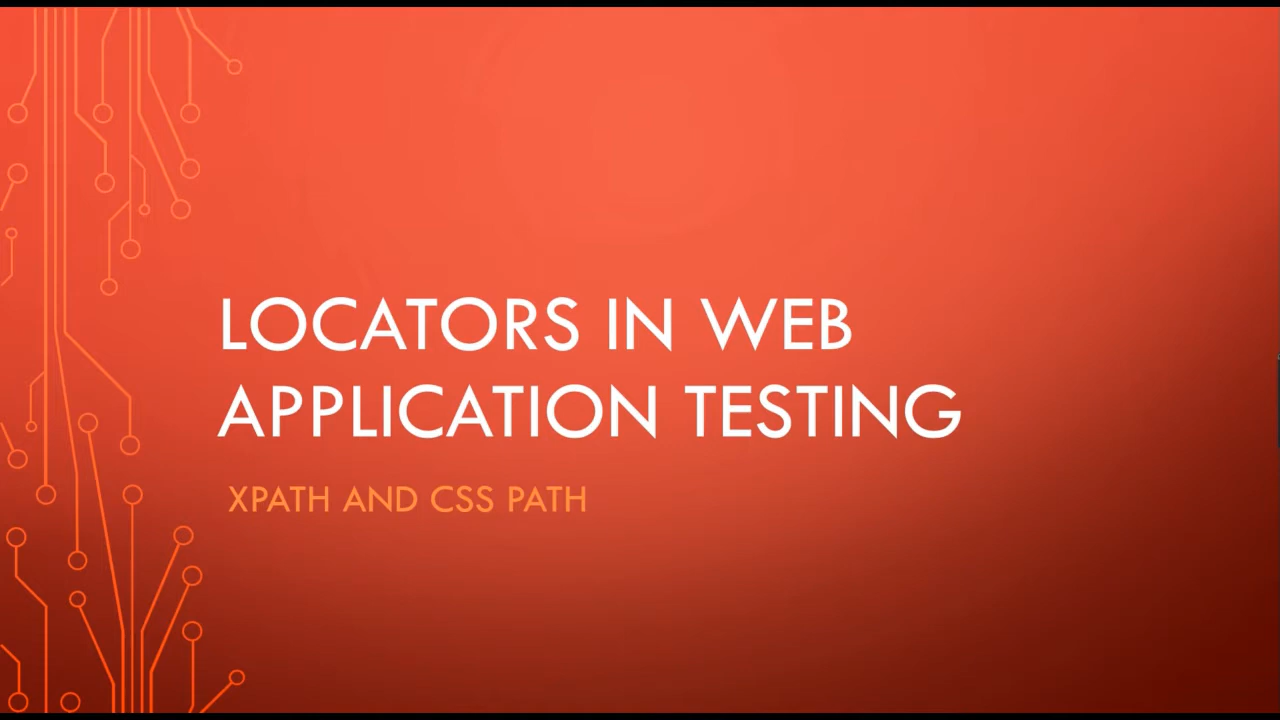 LOCATORS IN WEB
APPLICATION TESTING
XPATH AND CSS PATH